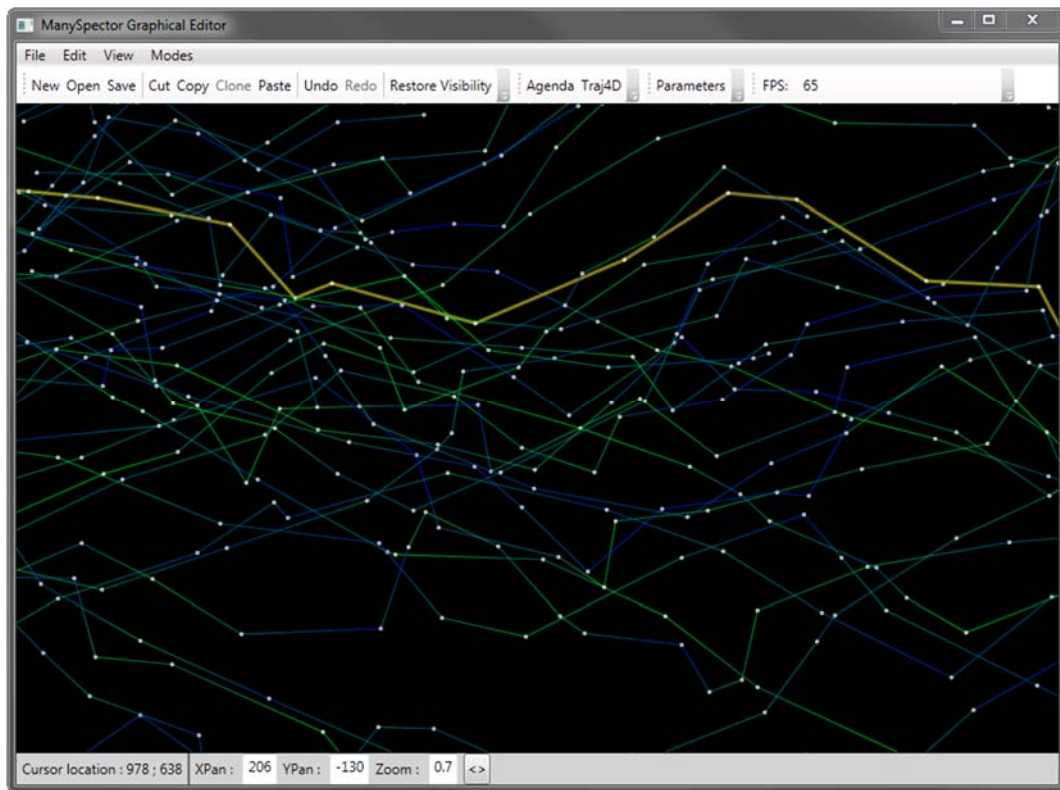 ManySpector Graphical Editor
File Edit View Modes
New Open Save Cut Copy Clone Paste Undo Redo Restore Visibility Agenda Traj4D Parameters FPS: 65
Cursor location : 978 ; 638 XPan : 206 YPan : -130 Zoom : 0.7 <>